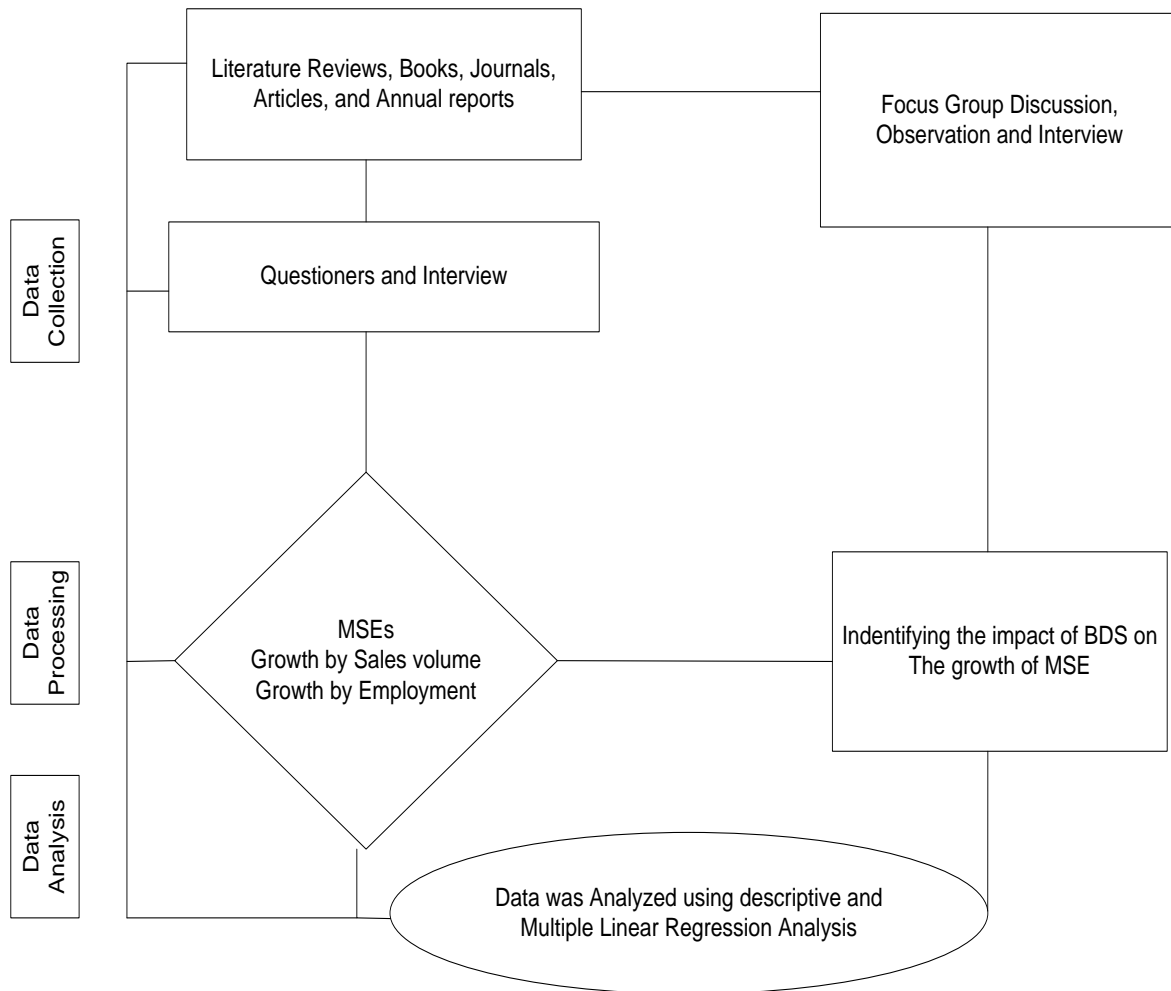 Literature Reviews, Books, Journals,
Articles, and Annual reports
Focus Group Discussion,
Observation and Interview
Data
Collection
Questioners and Interview
Data
Processing
MSEs
Growth by Sales volume
Growth by Employment
Indentifying the impact of BDS on
The growth of MSE
Data
Analysis
Data was Analyzed using descriptive and
Multiple Linear Regression Analysis